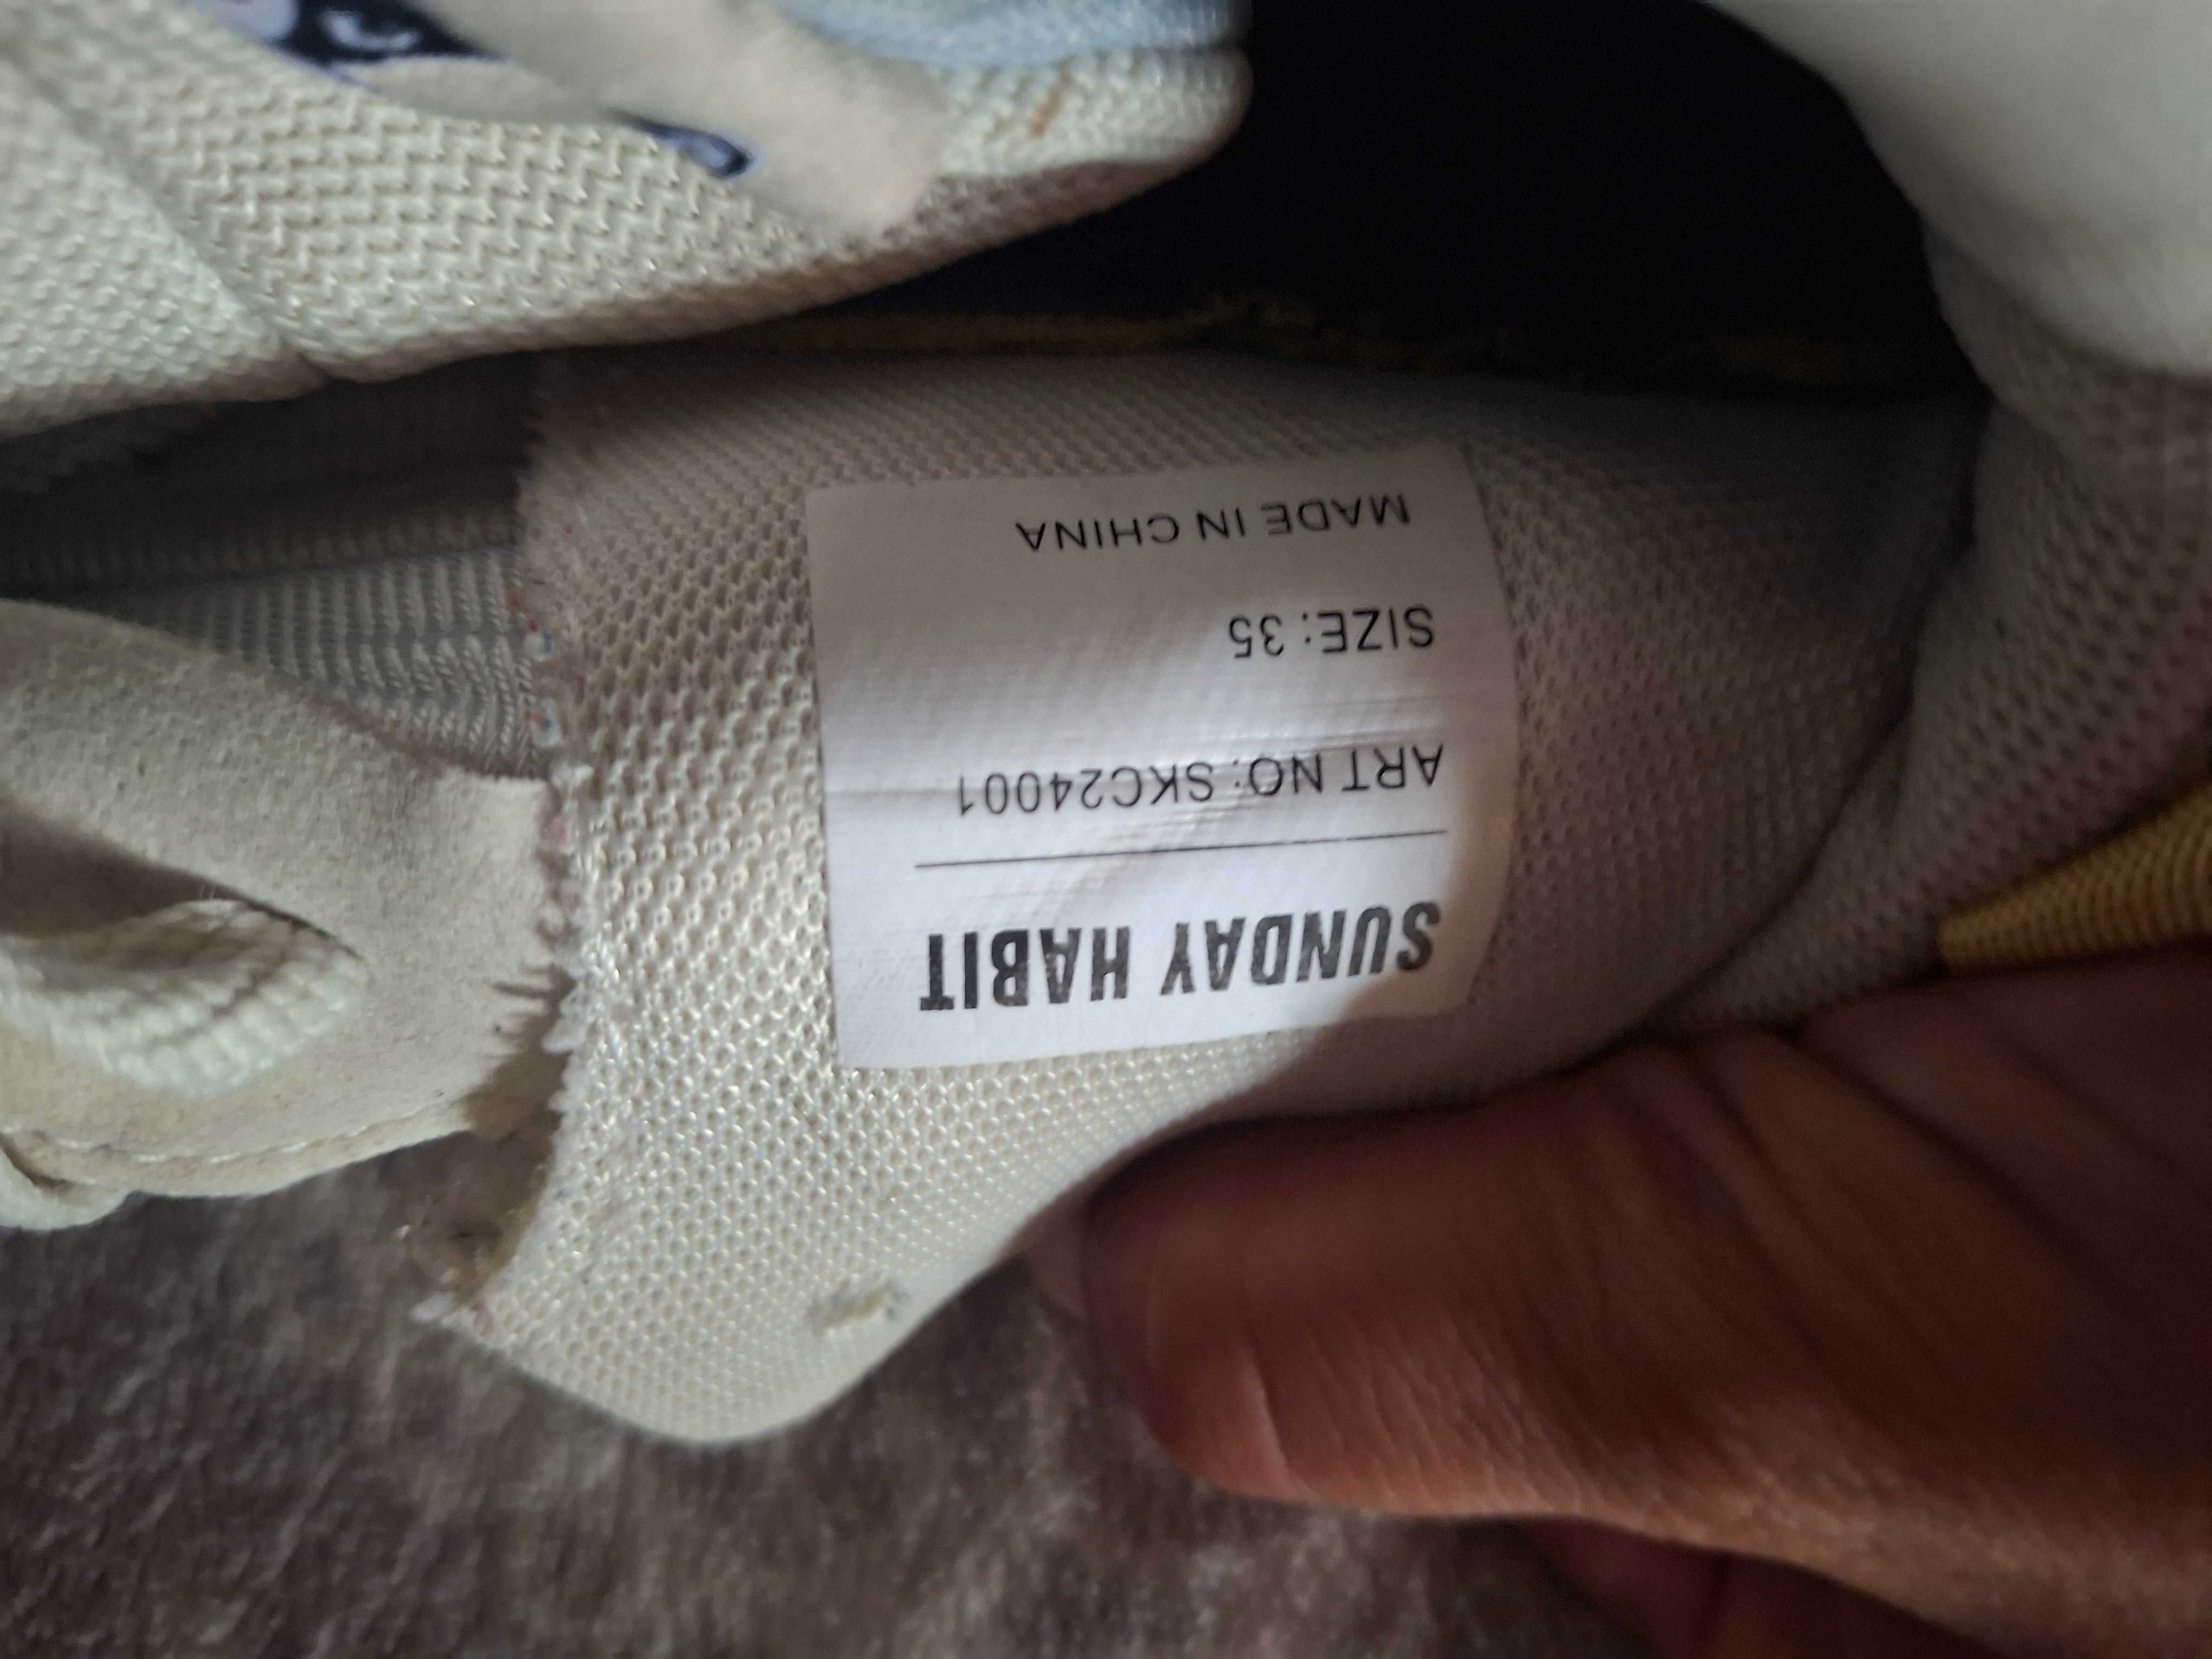 SUNDAY HABIT
ART NO: SKC24001
SIZE: 35
MADE IN CHINA